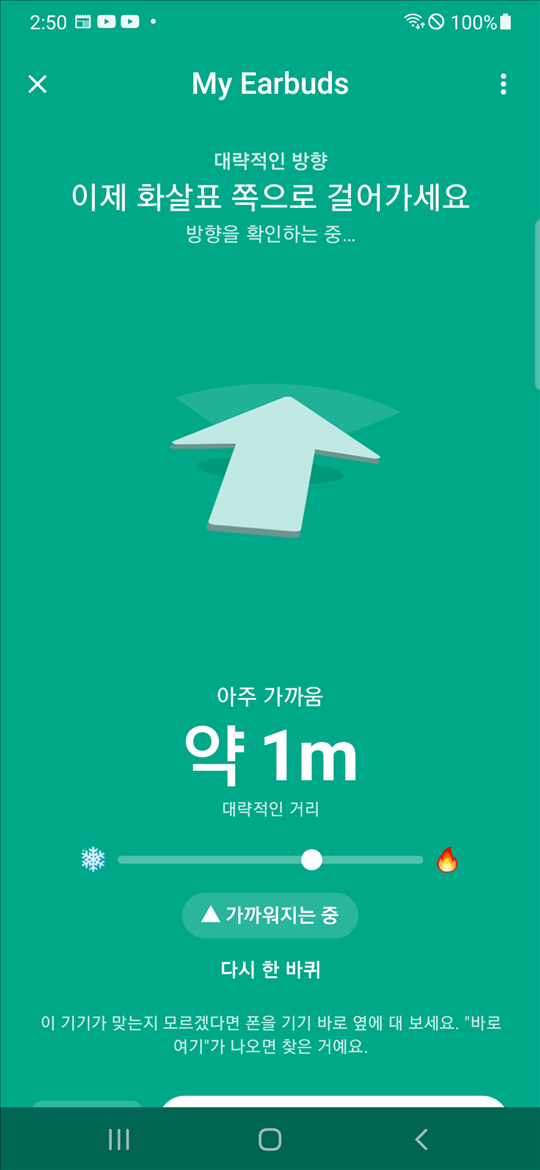 2:50
100%
My Earbuds
대략적인 방향
이제 화살표 쪽으로 걸어가세요
방향을 확인하는 중...
아주 가까움
약 1m
대략적인 거리
▲ 가까워지는 중
다시 한 바퀴
이 기기가 맞는지 모르겠다면 폰을 기기 바로 옆에 대 보세요. "바로
여기"가 나오면 찾은 거예요.